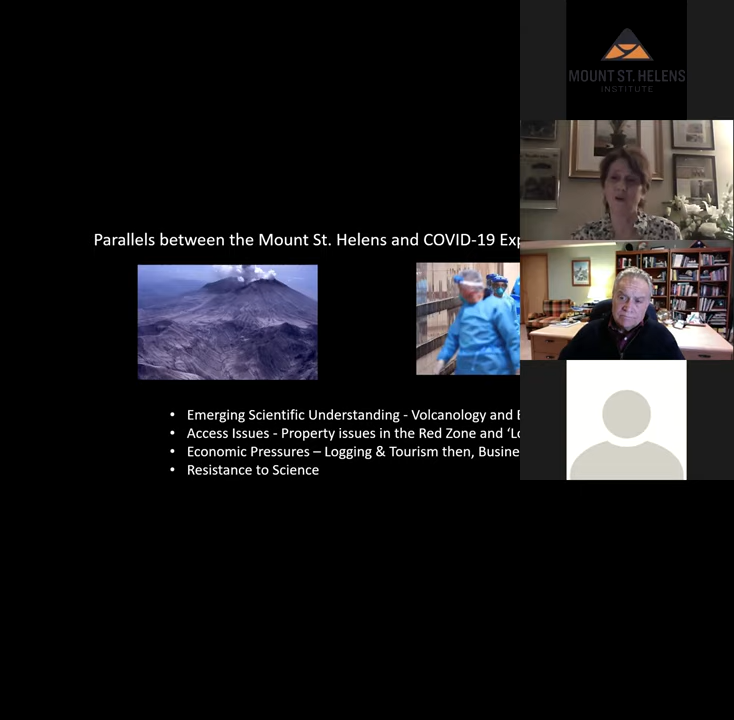 MOUNT ST. HELENS
INSTITUTE
Parallels between the Mount St. Helens and COVID-19 Exp
• Emerging Scientific Understanding - Volcanology and E
• Access Issues - Property issues in the Red Zone and ‘Lo
• Economic Pressures – Logging & Tourism then, Busine
• Resistance to Science